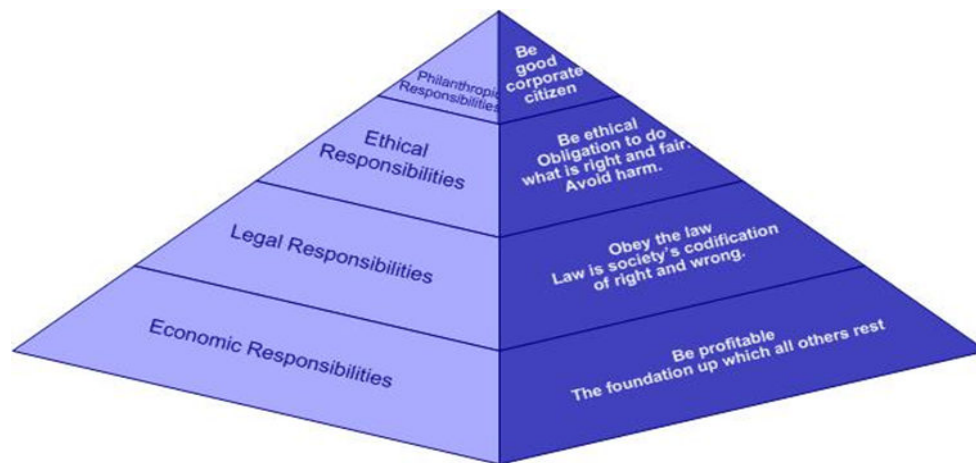 Philanthropic
Responsibilities
Be
good
corporate
citizen
Ethical
Responsibilities
Be ethical
Obligation to do
what is right and fair.
Avoid harm.
Legal Responsibilities
Obey the law
Law is society's codification
of right and wrong.
Economic Responsibilities
Be profitable
The foundation up which all others rest